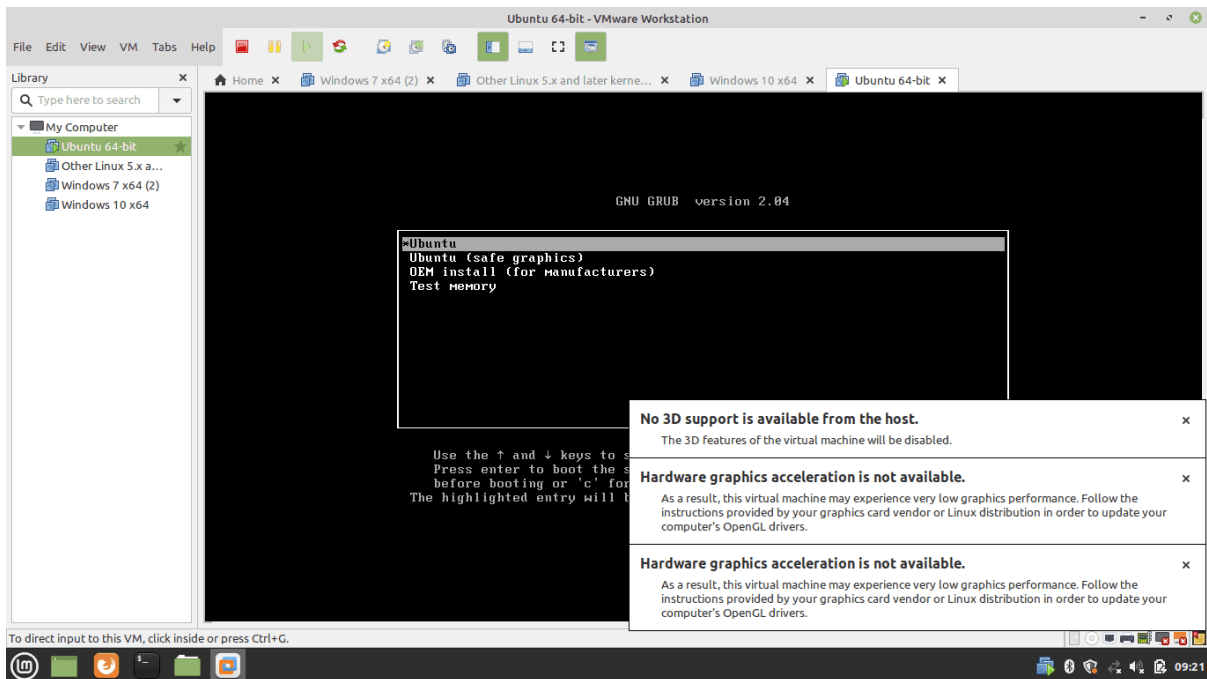 Ubuntu 64-bit - VMware Workstation
File Edit View VM Tabs Help
Library
Home
Windows 7 x64 (2)
Other Linux 5.x and later kerne...
Windows 10 x64
Ubuntu 64-bit
Type here to search
My Computer
Ubuntu 64-bit
Other Linux 5.x a...
Windows 7 x64 (2)
Windows 10 x64
GNU GRUB version 2.04
*Ubuntu
Ubuntu (safe graphics)
OEM install (for manufacturers)
Test memory
Use the ↑ and ↓ keys to s
Press enter to boot the s
before booting or 'c' for
The highlighted entry will b
No 3D support is available from the host.
The 3D features of the virtual machine will be disabled.
Hardware graphics acceleration is not available.
As a result, this virtual machine may experience very low graphics performance. Follow the
instructions provided by your graphics card vendor or Linux distribution in order to update your
computer's OpenGL drivers.
Hardware graphics acceleration is not available.
As a result, this virtual machine may experience very low graphics performance. Follow the
instructions provided by your graphics card vendor or Linux distribution in order to update your
computer's OpenGL drivers.
To direct input to this VM, click inside or press Ctrl+G.
09:21